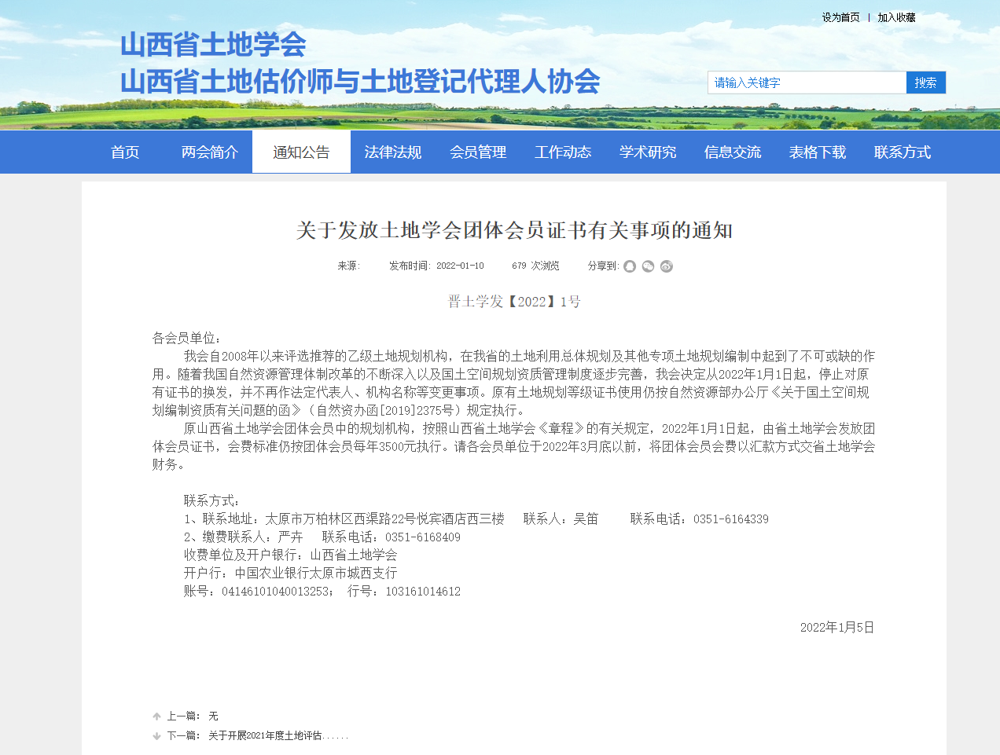 设为首页 | 加入收藏
山西省土地学会
山西省土地估价师与土地登记代理人协会
请输入关键字 搜索
首页 两会简介 通知公告 法律法规 会员管理 工作动态 学术研究 信息交流 表格下载 联系方式
关于发放土地学会团体会员证书有关事项的通知
来源: 发布时间: 2022-01-10 679 次浏览 分享到:
晋土学发【2022】1号
各会员单位：
我会自2008年以来评选推荐的乙级土地规划机构，在我省的土地利用总体规划及其他专项土地规划编制中起到了不可或缺的作
用。随着我国自然资源管理体制改革的不断深入以及国土空间规划资质管理制度逐步完善，我会决定从2022年1月1日起，停止对原
有证书的换发，并不再作法定代表人、机构名称等变更事项。原有土地规划等级证书使用仍按自然资源部办公厅《关于国土空间规
划编制资质有关问题的函》（自然资办函[2019]2375号）规定执行。
原山西省土地学会团体会员中的规划机构，按照山西省土地学会《章程》的有关规定，2022年1月1日起，由省土地学会发放团
体会员证书，会费标准仍按团体会员每年3500元执行。请各会员单位于2022年3月底以前，将团体会员会费以汇款方式交省土地学会
财务。
联系方式：
1、联系地址：太原市万柏林区西渠路22号悦宾酒店西三楼 联系人：吴笛 联系电话：0351-6164339
2、缴费联系人：严卉 联系电话：0351-6168409
收费单位及开户银行：山西省土地学会
开户行：中国农业银行太原市城西支行
账号：04146101040013253； 行号：103161014612
2022年1月5日
上一篇： 无
下一篇： 关于开展2021年度土地评估......